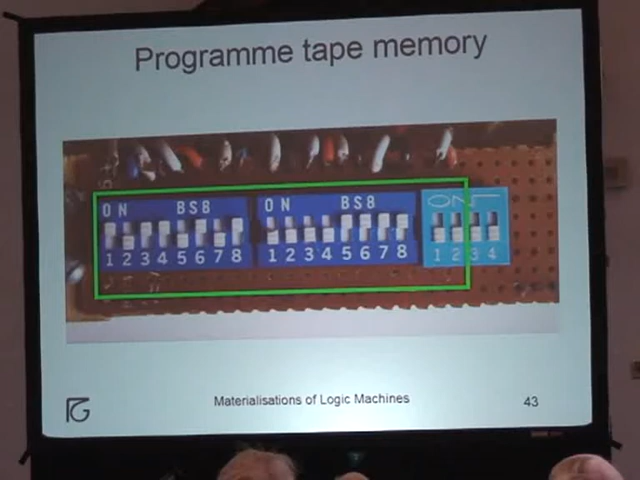 Programme tape memory
ON BS8 ON BS8 ON
1 2 3 4 5 6 7 8 1 2 3 4 5 6 7 8 1 2 3 4
Materialisations of Logic Machines 43